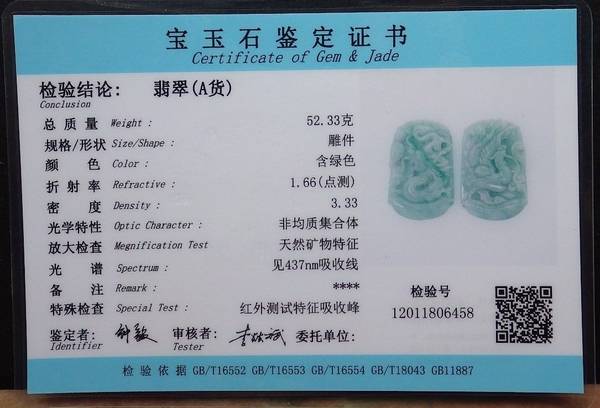 宝玉石鉴定证书
Certificate of Gem & Jade
检验结论: 翡翠(A货)
Conclusion
总质量 Weight : 52.33克
规格/形状 Size/Shape : 雕件
颜色 Color : 含绿色
折射率 Refractive : 1.66(点测)
密度 Density : 3.33
光学特性 Optic Character : 非均质集合体
放大检查 Megnification Test 天然矿物特征
光谱 Spectrum : 见437nm吸收线
备注 Remark : ****
特殊检查 Special Test : 红外测试特征吸收峰
检验号
12011806458
鉴定者: 审核者: 委托单位:
Identifier Tester
检验依据 GB/T16552 GB/T16553 GB/T16554 GB/T18043 GB11887